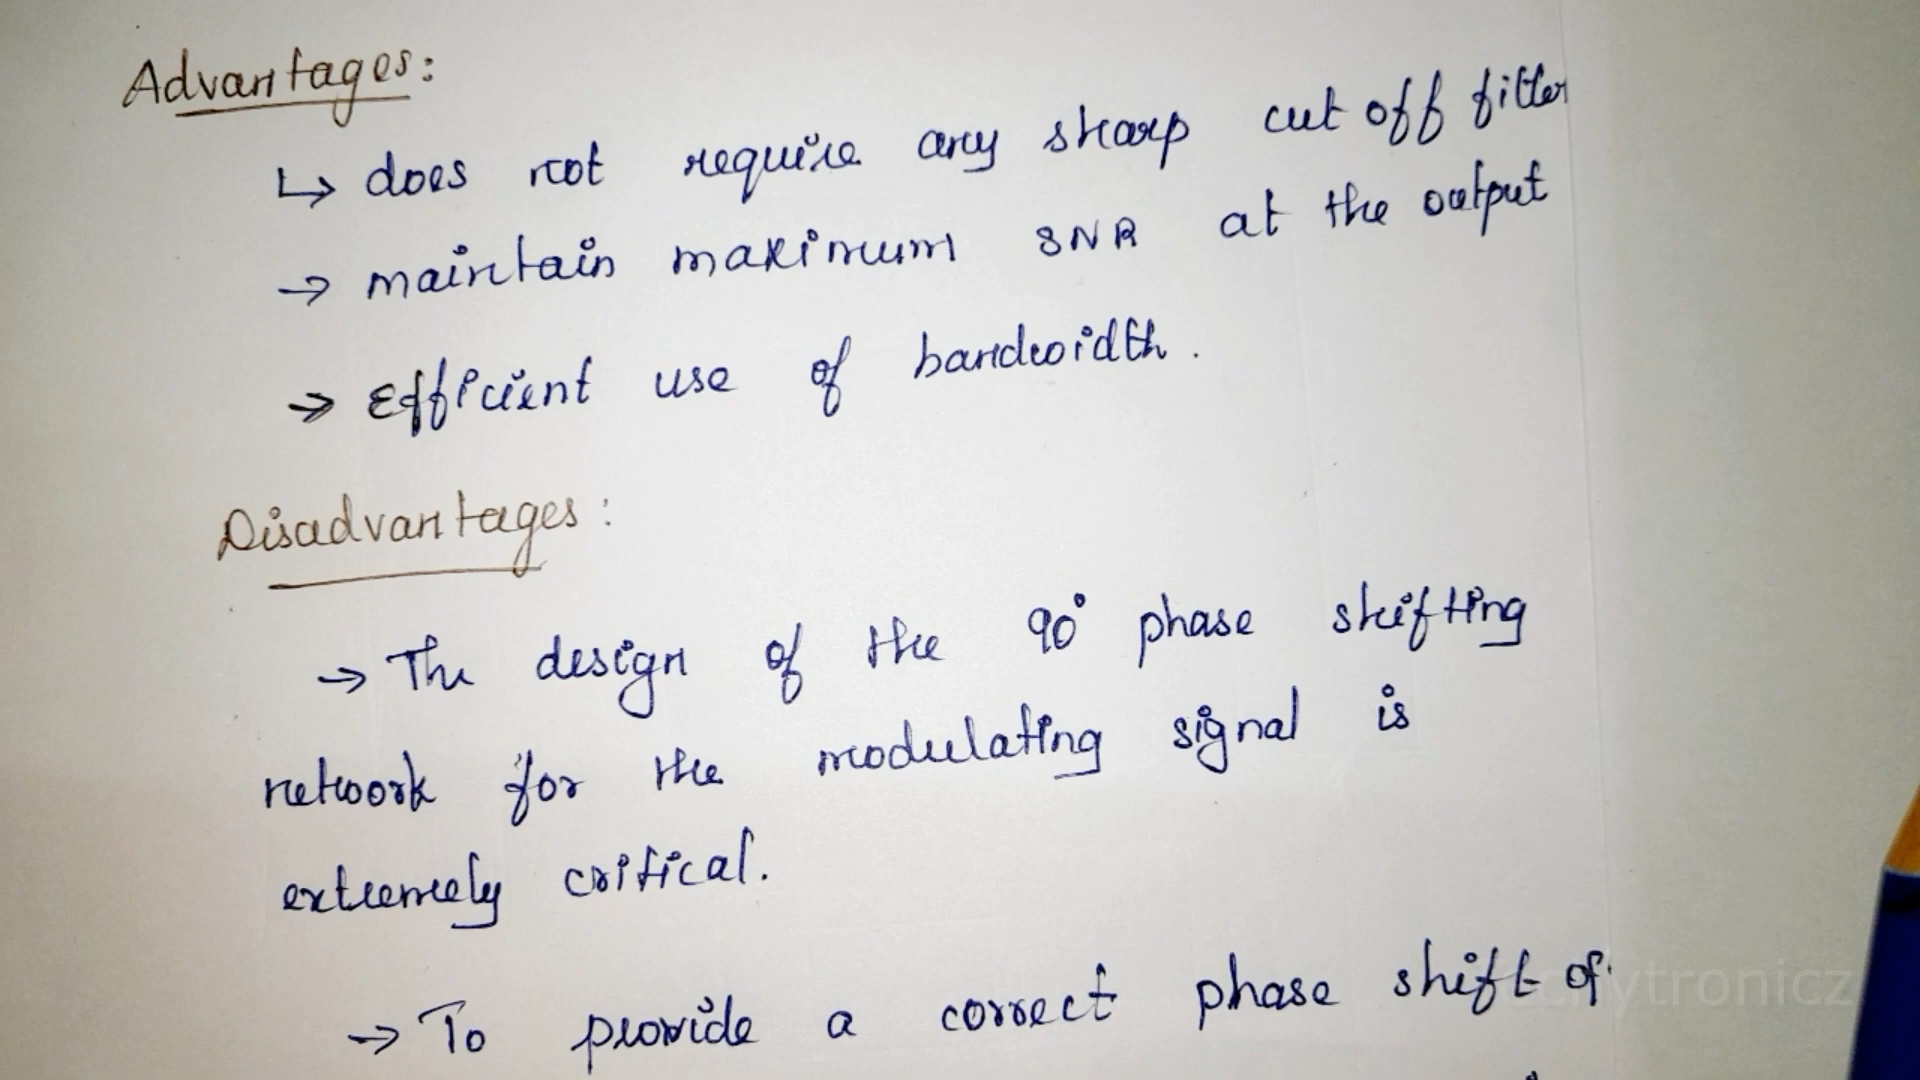 Advantages:
↳ does not require any sharp cut off filter
→ maintain maximum SNR at the output
→ Efficient use of bandwidth.
Disadvantages:
→ The design of the 90° phase shifting
network for the modulating signal is
extremely critical.
→ To provide a correct phase shift of